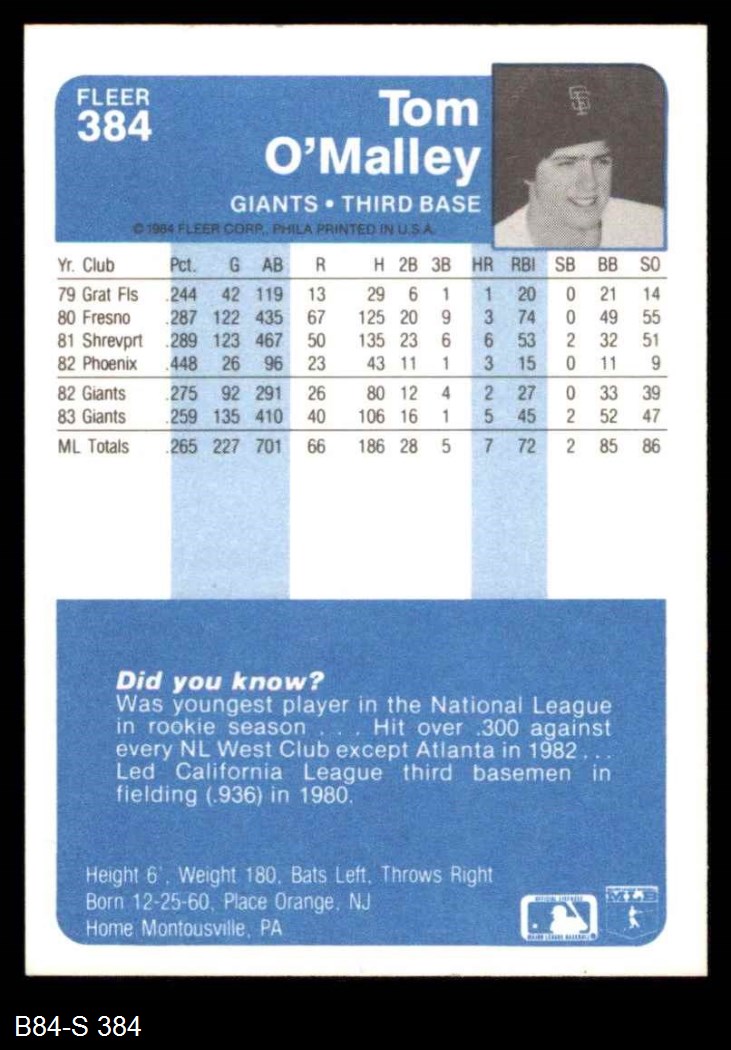 FLEER
384
Tom
O'Malley
GIANTS • THIRD BASE
© 1984 FLEER CORP., PHILA PRINTED IN U.S.A.
SF
Yr. Club Pct. G AB R H 2B 3B HR RBI SB BB SO
79 Grat Fls .244 42 119 13 29 6 1 1 20 0 21 14
80 Fresno .287 122 435 67 125 20 9 3 74 0 49 55
81 Shrevprt .289 123 467 50 135 23 6 6 53 2 32 51
82 Phoenix .448 26 96 23 43 11 1 3 15 0 11 9
82 Giants .275 92 291 26 80 12 4 2 27 0 33 39
83 Giants .259 135 410 40 106 16 1 5 45 2 52 47
ML Totals .265 227 701 66 186 28 5 7 72 2 85 86
Did you know?
Was youngest player in the National League
in rookie season . . . Hit over .300 against
every NL West Club except Atlanta in 1982 . . .
Led California League third basemen in
fielding (.936) in 1980.
Height 6', Weight 180, Bats Left, Throws Right
Born 12-25-60, Place Orange, NJ
Home Montousville, PA
MAJOR LEAGUE BASEBALL
MLB
B84-S 384